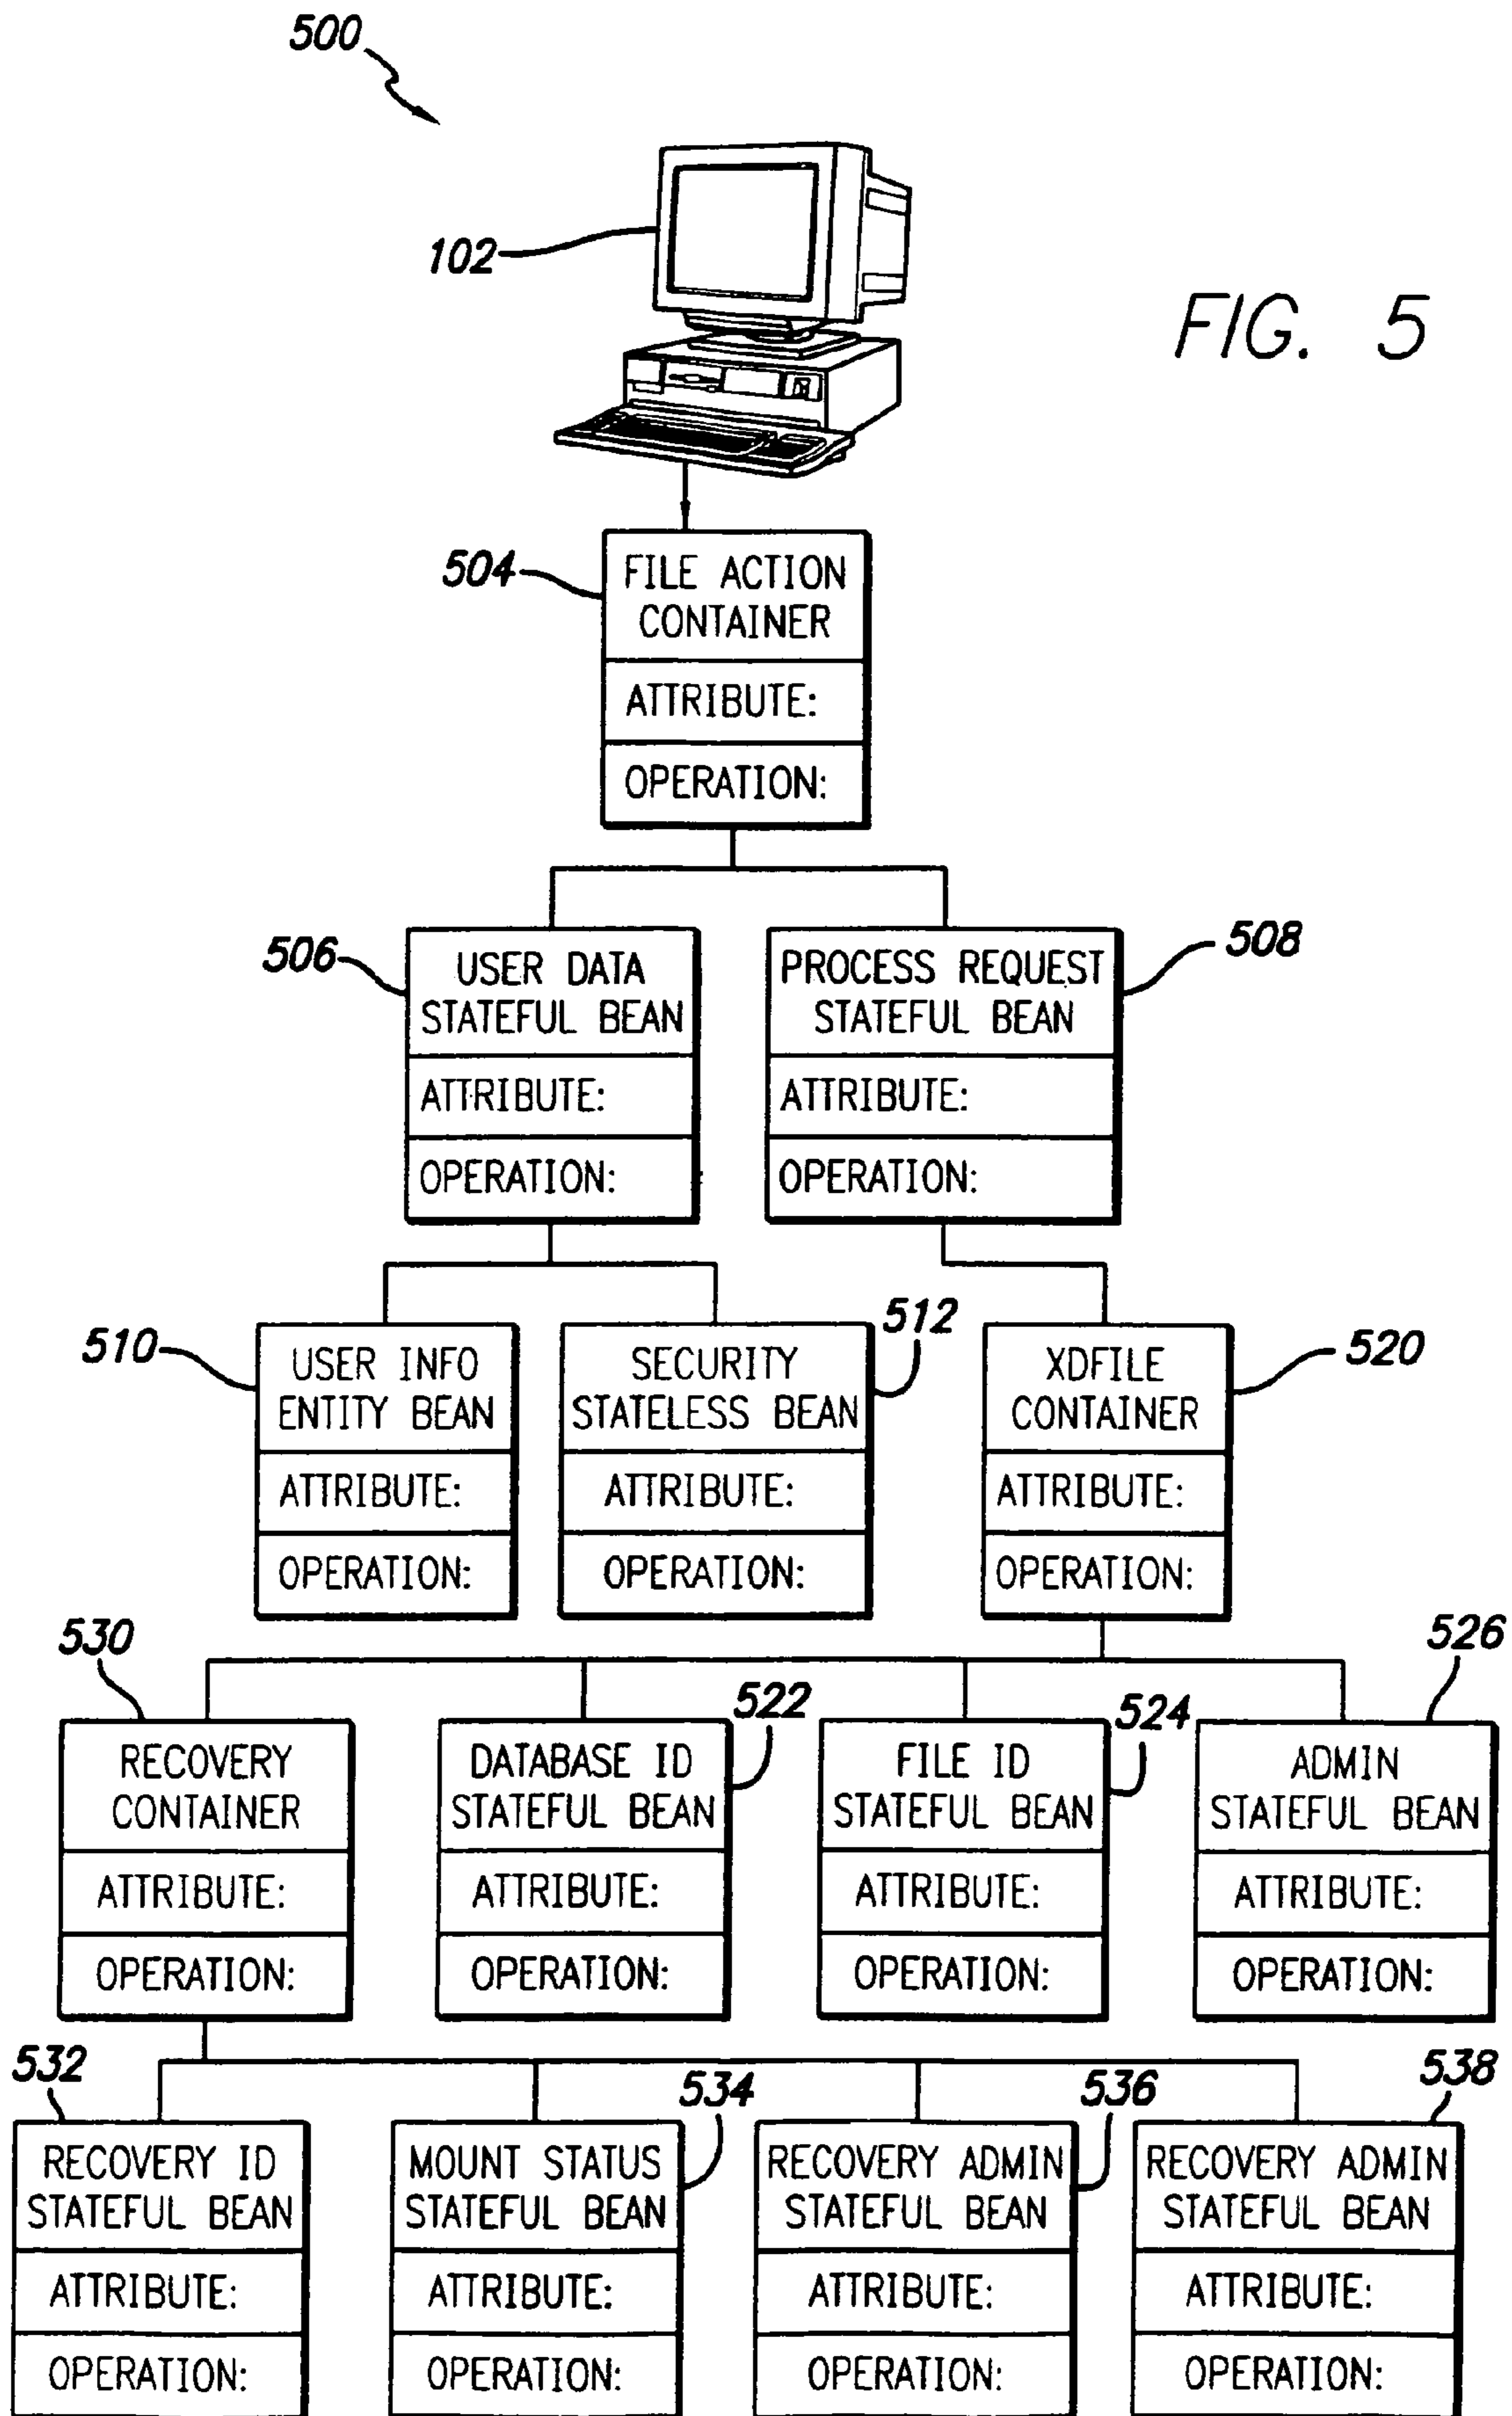 500
102
FIG. 5
504
FILE ACTION
CONTAINER
ATTRIBUTE:
OPERATION:
506
USER DATA
STATEFUL BEAN
ATTRIBUTE:
OPERATION:
508
PROCESS REQUEST
STATEFUL BEAN
ATTRIBUTE:
OPERATION:
510
USER INFO
ENTITY BEAN
ATTRIBUTE:
OPERATION:
512
SECURITY
STATELESS BEAN
ATTRIBUTE:
OPERATION:
520
XDFILE
CONTAINER
ATTRIBUTE:
OPERATION:
530
RECOVERY
CONTAINER
ATTRIBUTE:
OPERATION:
522
DATABASE ID
STATEFUL BEAN
ATTRIBUTE:
OPERATION:
524
FILE ID
STATEFUL BEAN
ATTRIBUTE:
OPERATION:
526
ADMIN
STATEFUL BEAN
ATTRIBUTE:
OPERATION:
532
RECOVERY ID
STATEFUL BEAN
ATTRIBUTE:
OPERATION:
534
MOUNT STATUS
STATEFUL BEAN
ATTRIBUTE:
OPERATION:
536
RECOVERY ADMIN
STATEFUL BEAN
ATTRIBUTE:
OPERATION:
538
RECOVERY ADMIN
STATEFUL BEAN
ATTRIBUTE:
OPERATION: